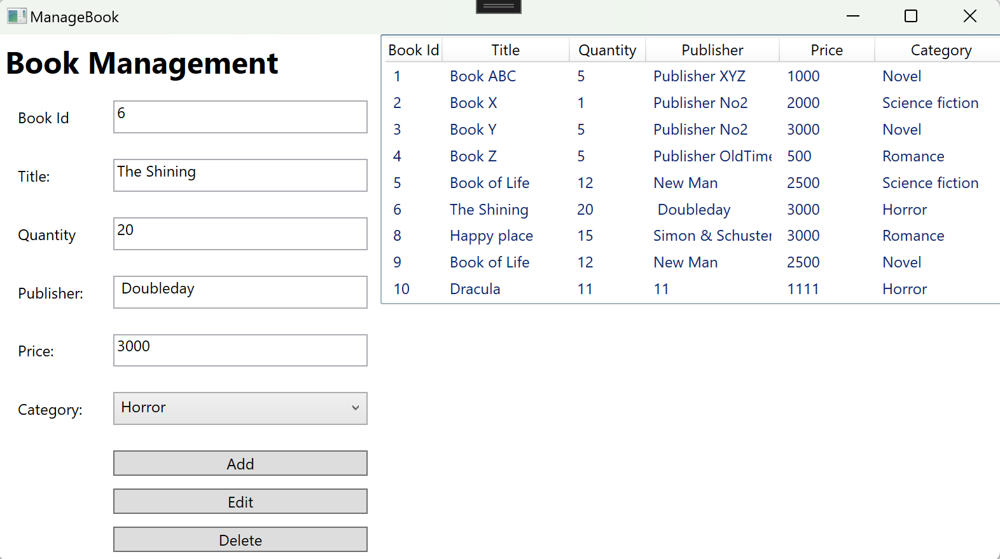 ManageBook
Book Management
Book Id 6
Title: The Shining
Quantity 20
Publisher: Doubleday
Price: 3000
Category: Horror
Add
Edit
Delete
Book Id Title Quantity Publisher Price Category
1 Book ABC 5 Publisher XYZ 1000 Novel
2 Book X 1 Publisher No2 2000 Science fiction
3 Book Y 5 Publisher No2 3000 Novel
4 Book Z 5 Publisher OldTime 500 Romance
5 Book of Life 12 New Man 2500 Science fiction
6 The Shining 20 Doubleday 3000 Horror
8 Happy place 15 Simon & Schuster 3000 Romance
9 Book of Life 12 New Man 2500 Novel
10 Dracula 11 11 1111 Horror